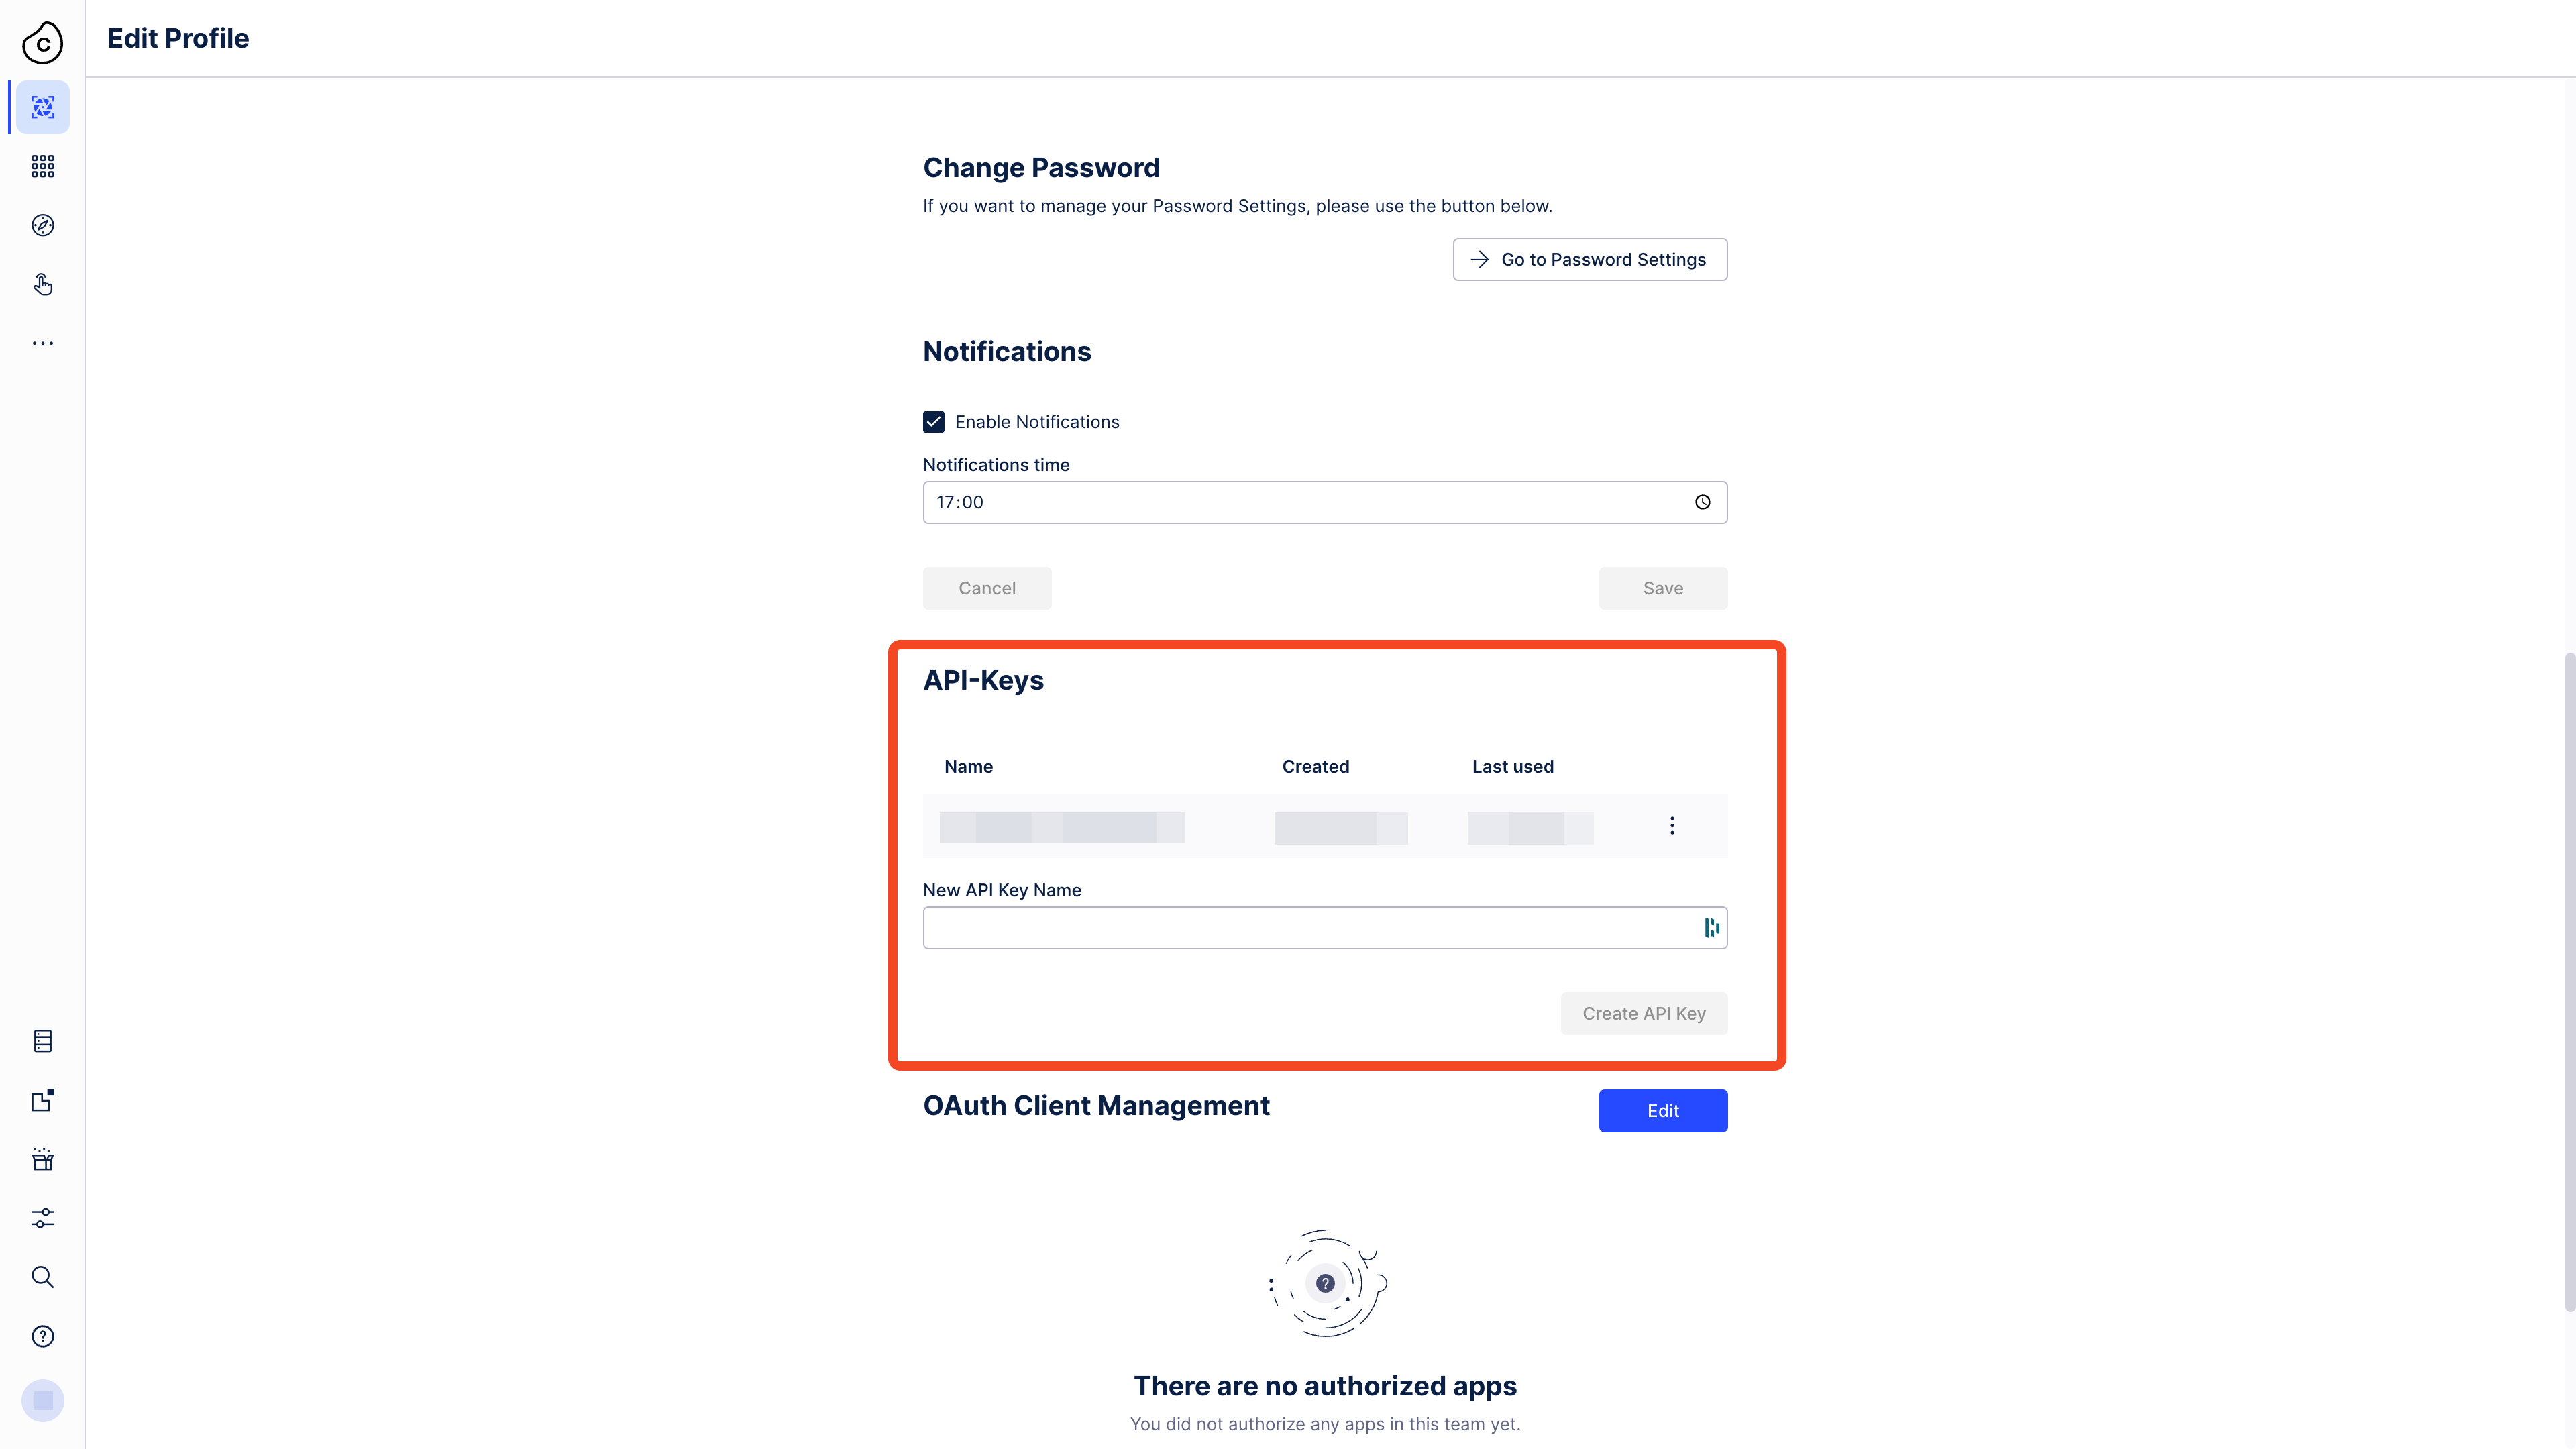 C
Edit Profile
Change Password
If you want to manage your Password Settings, please use the button below.
Go to Password Settings
Notifications
Enable Notifications
Notifications time
17:00
Cancel
Save
API-Keys
Name
Created
Last used
New API Key Name
Create API Key
OAuth Client Management
Edit
?
?
There are no authorized apps
You did not authorize any apps in this team yet.